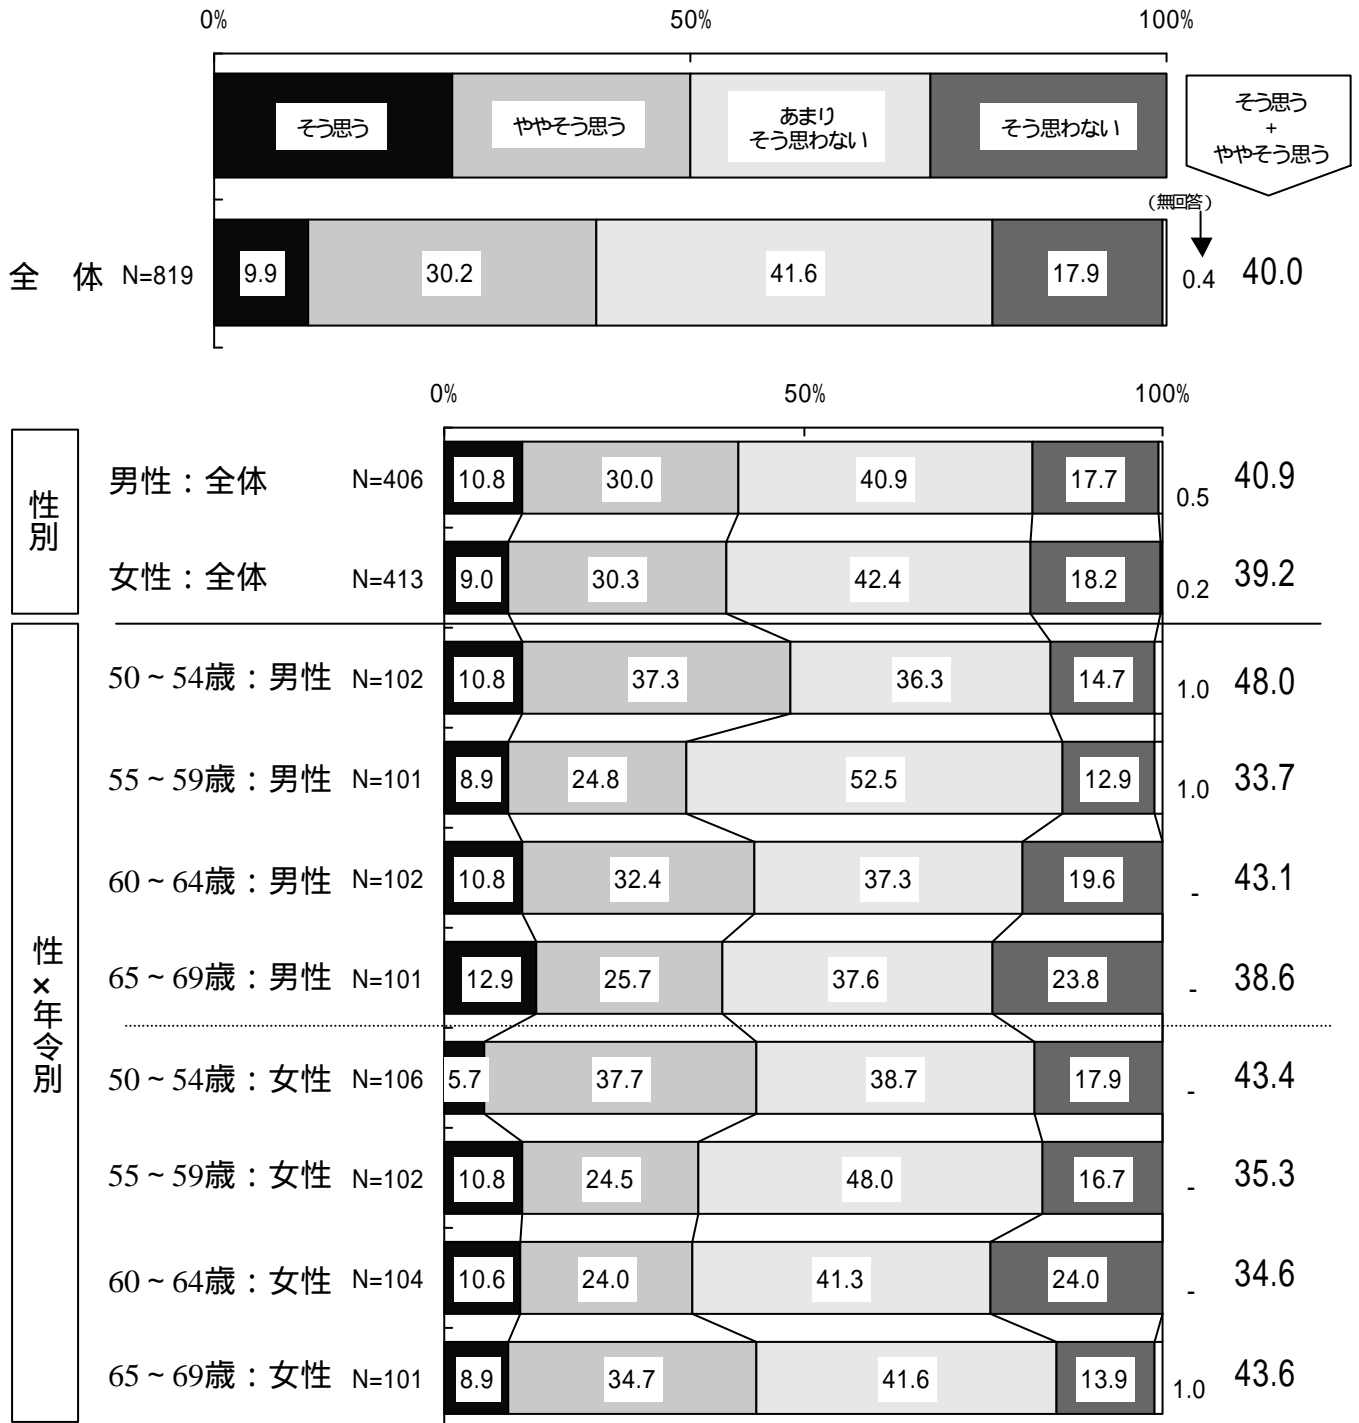 0% 50% 100%
そう思う ややそう思う あまり
そう思わない そう思わない そう思う
+
ややそう思う
(無回答)
全 体 N=819 9.9 30.2 41.6 17.9 0.4 40.0
0% 50% 100%
性別
男性：全体 N=406 10.8 30.0 40.9 17.7 0.5 40.9
女性：全体 N=413 9.0 30.3 42.4 18.2 0.2 39.2
性×年令別
50~54歳：男性 N=102 10.8 37.3 36.3 14.7 1.0 48.0
55~59歳：男性 N=101 8.9 24.8 52.5 12.9 1.0 33.7
60~64歳：男性 N=102 10.8 32.4 37.3 19.6 - 43.1
65~69歳：男性 N=101 12.9 25.7 37.6 23.8 - 38.6
50~54歳：女性 N=106 5.7 37.7 38.7 17.9 - 43.4
55~59歳：女性 N=102 10.8 24.5 48.0 16.7 - 35.3
60~64歳：女性 N=104 10.6 24.0 41.3 24.0 - 34.6
65~69歳：女性 N=101 8.9 34.7 41.6 13.9 1.0 43.6